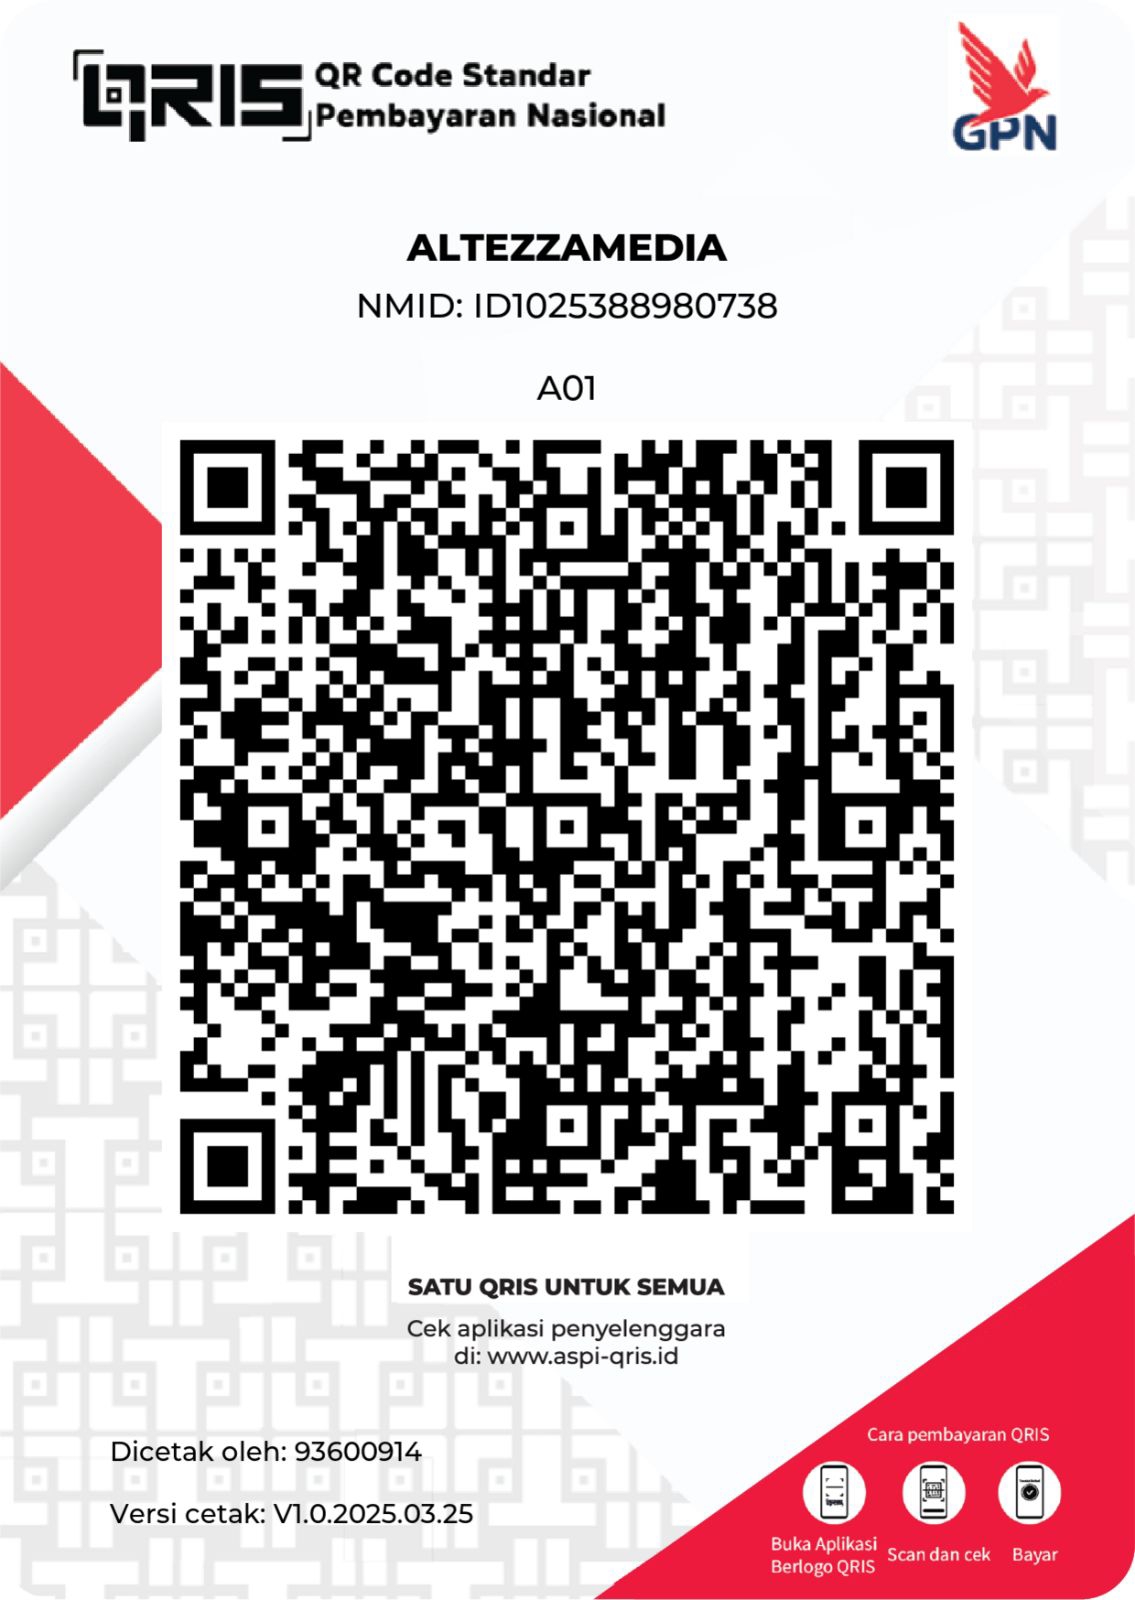 QRIS QR Code Standar
Pembayaran Nasional
GPN
ALTEZZAMEDIA
NMID: ID1025388980738
A01
SATU QRIS UNTUK SEMUA
Cek aplikasi penyelenggara
di: www.aspi-qris.id
Dicetak oleh: 93600914
Versi cetak: V1.0.2025.03.25
Cara pembayaran QRIS
Buka Aplikasi
Berlogo QRIS
Scan dan cek
Bayar